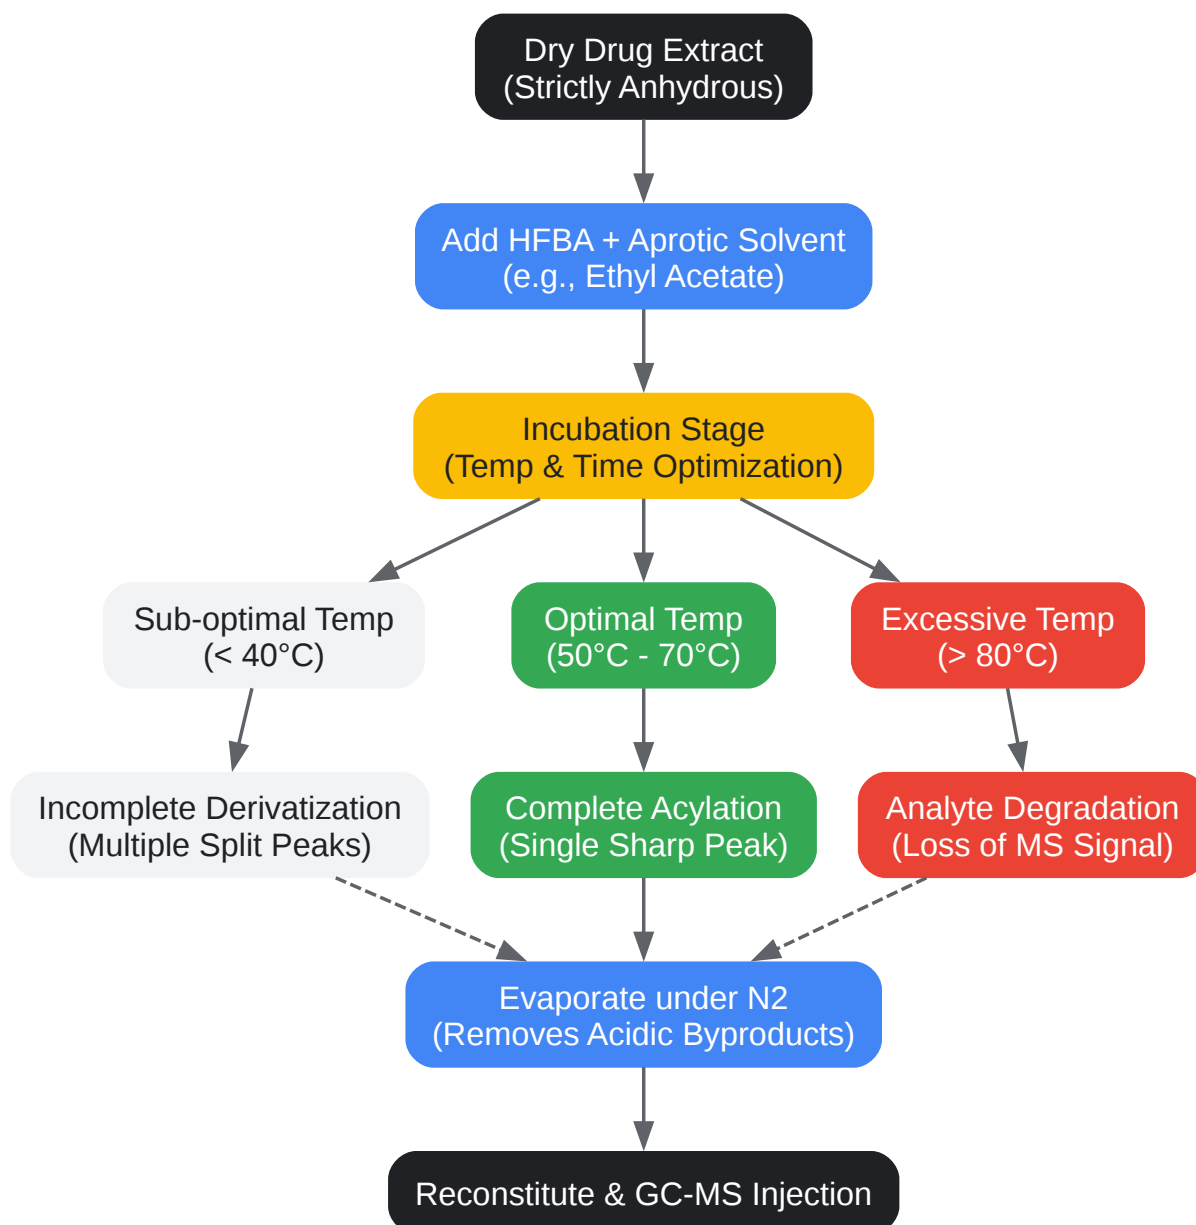 Dry Drug Extract
(Strictly Anhydrous)
Add HFBA + Aprotic Solvent
(e.g., Ethyl Acetate)
Incubation Stage
(Temp & Time Optimization)
Sub-optimal Temp
(< 40°C)
Optimal Temp
(50°C - 70°C)
Excessive Temp
(> 80°C)
Incomplete Derivatization
(Multiple Split Peaks)
Complete Acylation
(Single Sharp Peak)
Analyte Degradation
(Loss of MS Signal)
Evaporate under N2
(Removes Acidic Byproducts)
Reconstitute & GC-MS Injection